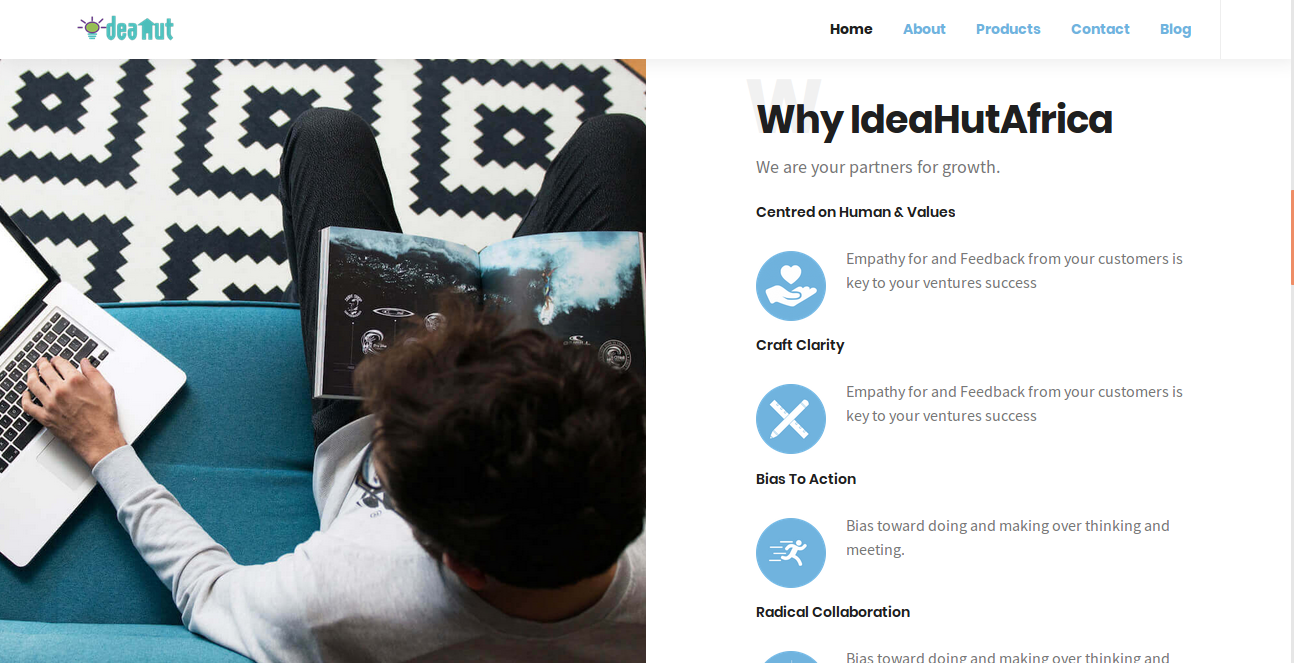 deaHut
Home About Products Contact Blog
W
Why IdeaHutAfrica
We are your partners for growth.
Centred on Human & Values
Empathy for and Feedback from your customers is
key to your ventures success
Craft Clarity
Empathy for and Feedback from your customers is
key to your ventures success
Bias To Action
Bias toward doing and making over thinking and
meeting.
Radical Collaboration
Bias toward doing and making over thinking and